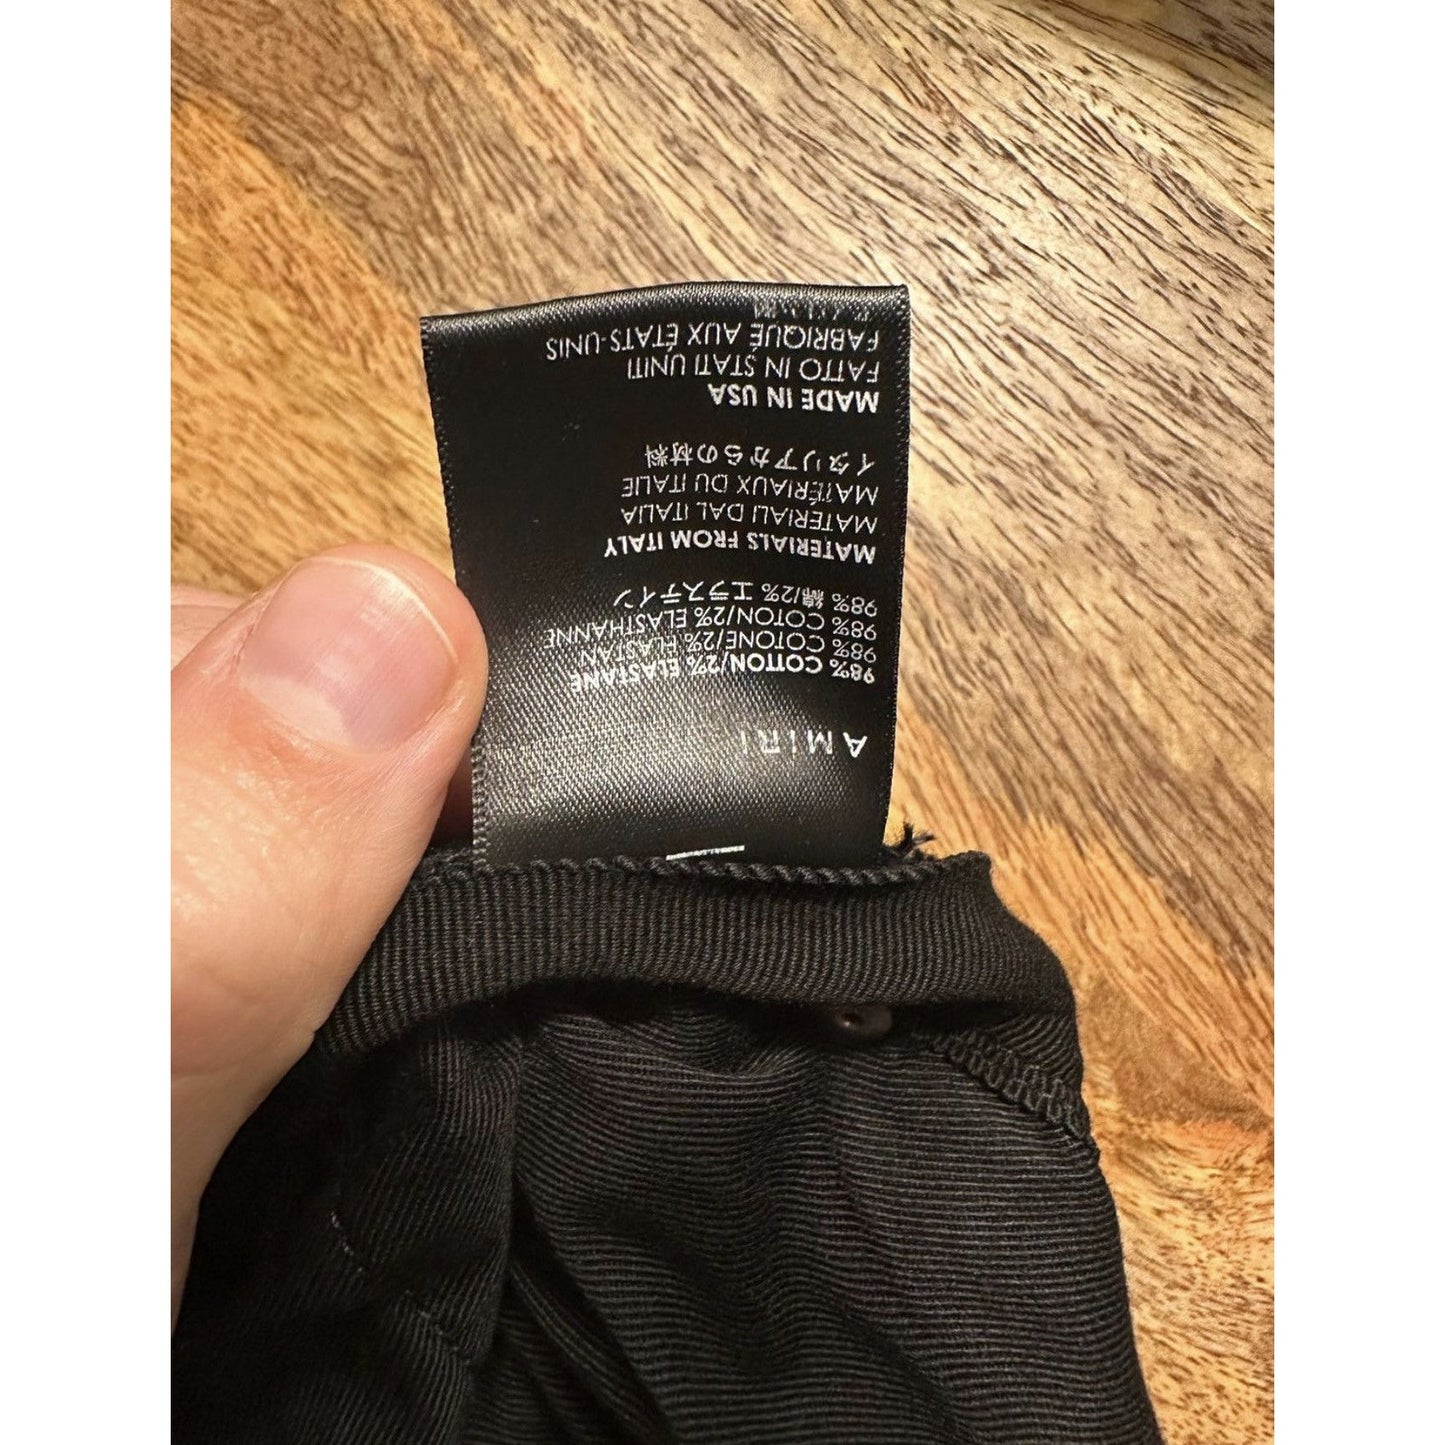 AMiRi
98% COTTON/2% ELASTANE
98% COTONE/2% ELASTAN
98% COTON/2% ELASTHANNE
98% 綿/2% エラスティン
MATERIALS FROM ITALY
MATERIALI DAL ITALIA
MATÉRIAUX DU ITALIE
イタリアからの材料
MADE IN USA
FATTO IN STATI UNITI
FABRIQUÉ AUX ÉTATS-UNIS